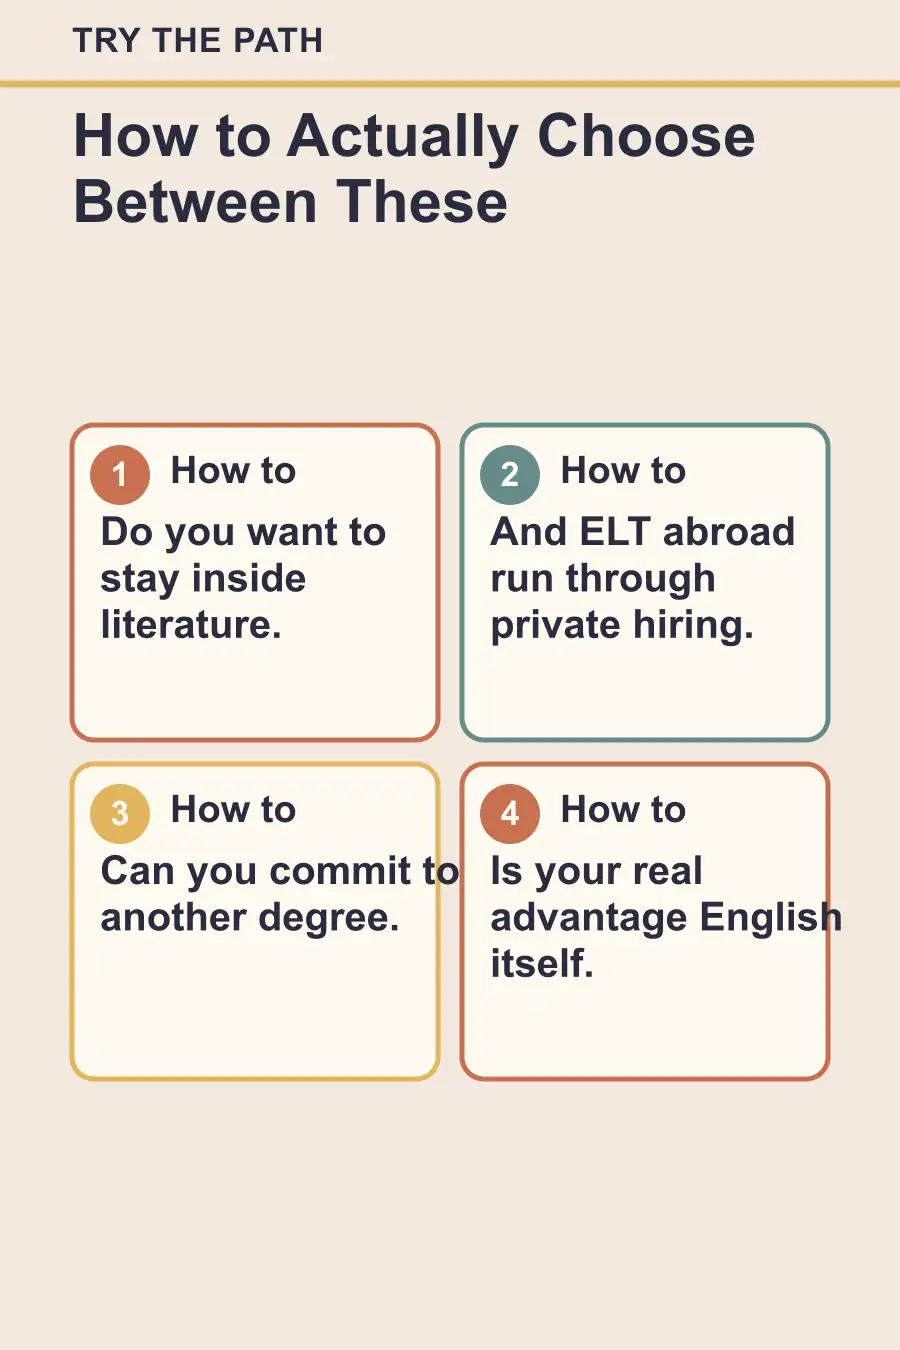 TRY THE PATH
How to Actually Choose
Between These
1 How to
Do you want to
stay inside
literature.
2 How to
And ELT abroad
run through
private hiring.
3 How to
Can you commit to
another degree.
4 How to
Is your real
advantage English
itself.